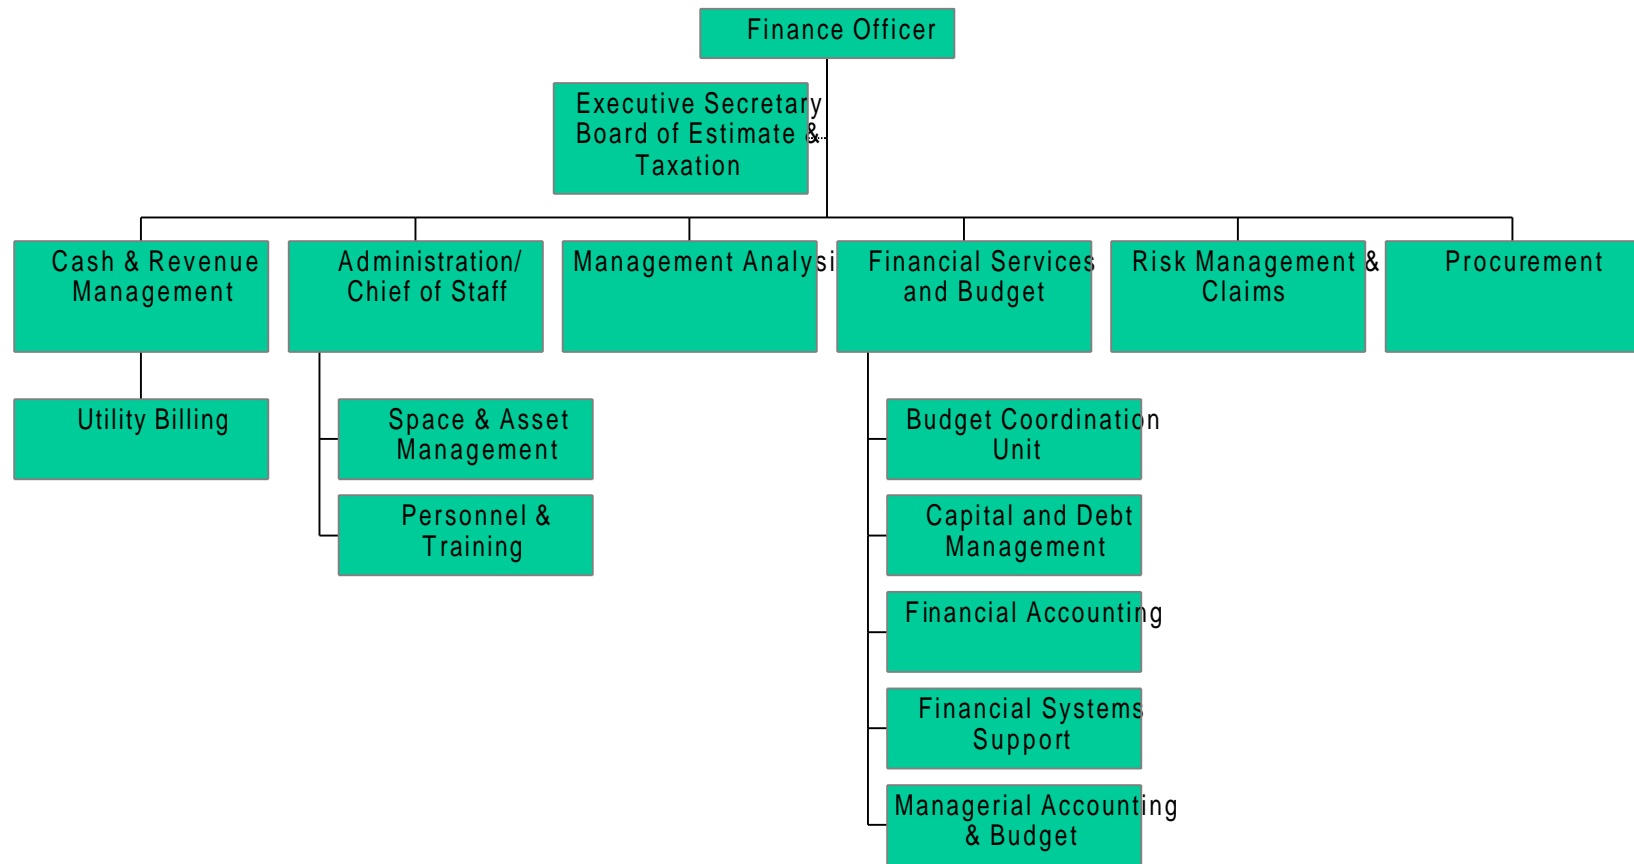 Finance Officer
Executive Secretary
Board of Estimate &
Taxation
Cash & Revenue
Management
Administration/
Chief of Staff
Management Analysi
Financial Services
and Budget
Risk Management &
Claims
Procurement
Utility Billing
Space & Asset
Management
Personnel &
Training
Budget Coordination
Unit
Capital and Debt
Management
Financial Accounting
Financial Systems
Support
Managerial Accounting
& Budget